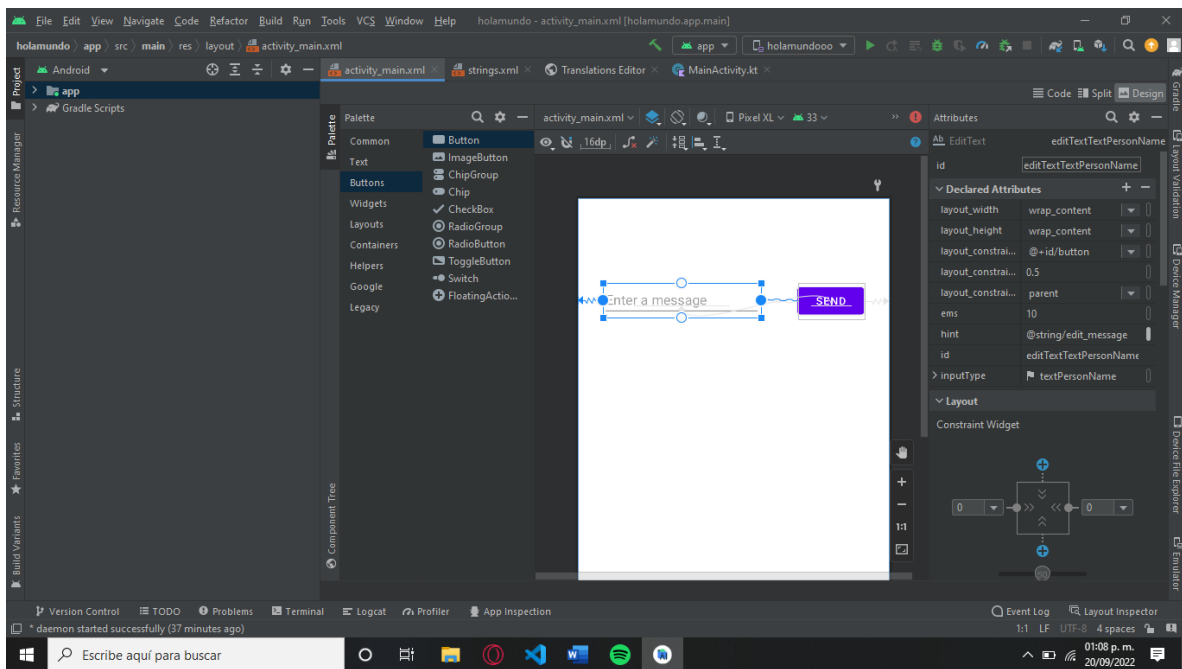 File Edit View Navigate Code Refactor Build Run Tools VCS Window Help holamundo - activity_main.xml [holamundo.app.main]
holamundo app src main res layout activity_main.xml app holamundooo
Android activity_main.xml strings.xml Translations Editor MainActivity.kt
app
Gradle Scripts
Code Split Design
Project
Resource Manager
Structure
Favorites
Build Variants
Palette
Component Tree
Palette
Common
Text
Buttons
Widgets
Layouts
Containers
Helpers
Google
Legacy
Button
ImageButton
ChipGroup
Chip
CheckBox
RadioGroup
RadioButton
ToggleButton
Switch
FloatingActio...
activity_main.xml Pixel XL 33
16dp
Enter a message
SEND
1:1
Attributes
Ab EditText editTextTextPersonName
id editTextTextPersonName
Declared Attributes
layout_width wrap_content
layout_height wrap_content
layout_constrai... @+id/button
layout_constrai... 0.5
layout_constrai... parent
ems 10
hint @string/edit_message
id editTextTextPersonName
inputType textPersonName
Layout
Constraint Widget
0 0
50
Gradle
Layout Validation
Device Manager
Device File Explorer
Emulator
Version Control TODO Problems Terminal Logcat Profiler App Inspection Event Log Layout Inspector
* daemon started successfully (37 minutes ago) 1:1 LF UTF-8 4 spaces
Escribe aquí para buscar
01:08 p. m.
20/09/2022